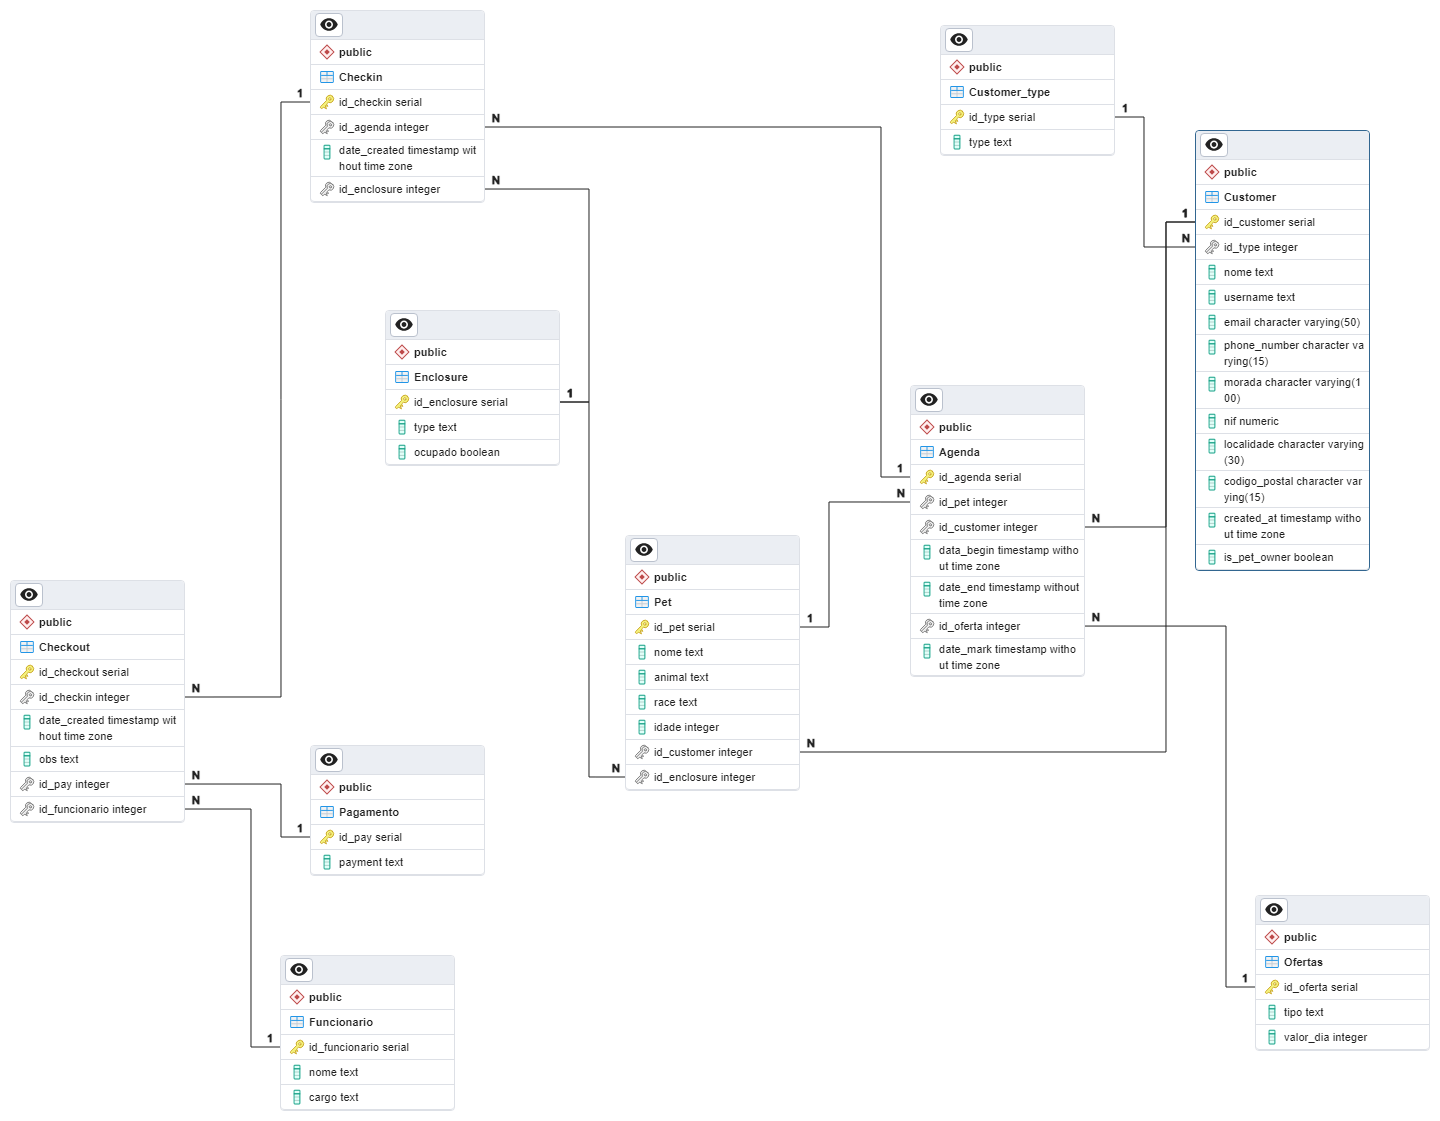 public
Checkin
id_checkin serial
id_agenda integer
date_created timestamp wit
hout time zone
id_enclosure integer
1
N
N
public
Customer_type
id_type serial
type text
1
public
Customer
id_customer serial
id_type integer
nome text
username text
email character varying(50)
phone_number character va
rying(15)
morada character varying(1
00)
nif numeric
localidade character varying
(30)
codigo_postal character var
ying(15)
created_at timestamp witho
ut time zone
is_pet_owner boolean
1
N
public
Enclosure
id_enclosure serial
type text
ocupado boolean
1
public
Agenda
id_agenda serial
id_pet integer
id_customer integer
data_begin timestamp witho
ut time zone
date_end timestamp without
time zone
id_oferta integer
date_mark timestamp witho
ut time zone
1
N
N
N
public
Pet
id_pet serial
nome text
animal text
race text
idade integer
id_customer integer
id_enclosure integer
1
N
N
public
Checkout
id_checkout serial
id_checkin integer
date_created timestamp wit
hout time zone
obs text
id_pay integer
id_funcionario integer
N
N
N
public
Pagamento
id_pay serial
payment text
1
public
Funcionario
id_funcionario serial
nome text
cargo text
1
public
Ofertas
id_oferta serial
tipo text
valor_dia integer
1